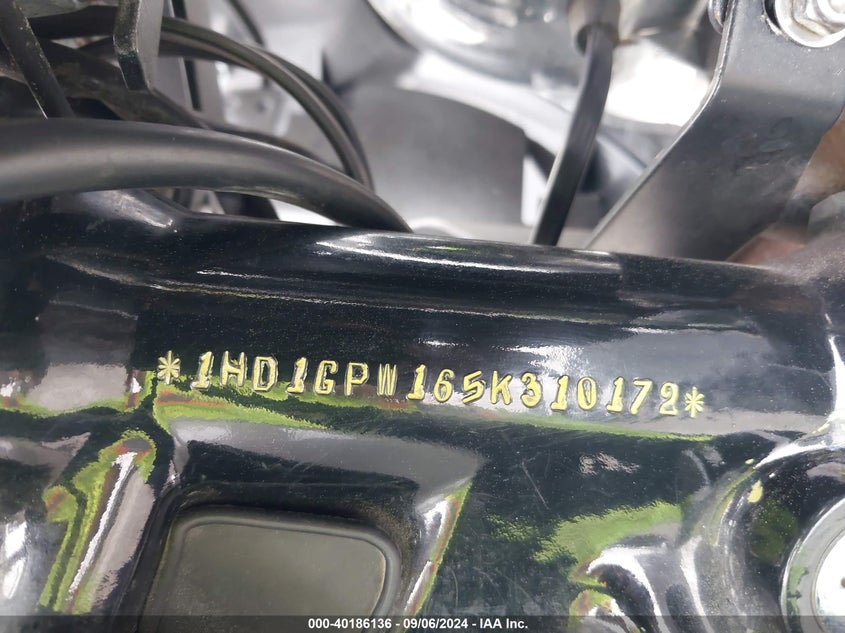 *1HD1GPW165K310172*
000-40186136 - 09/06/2024 - IAA Inc.